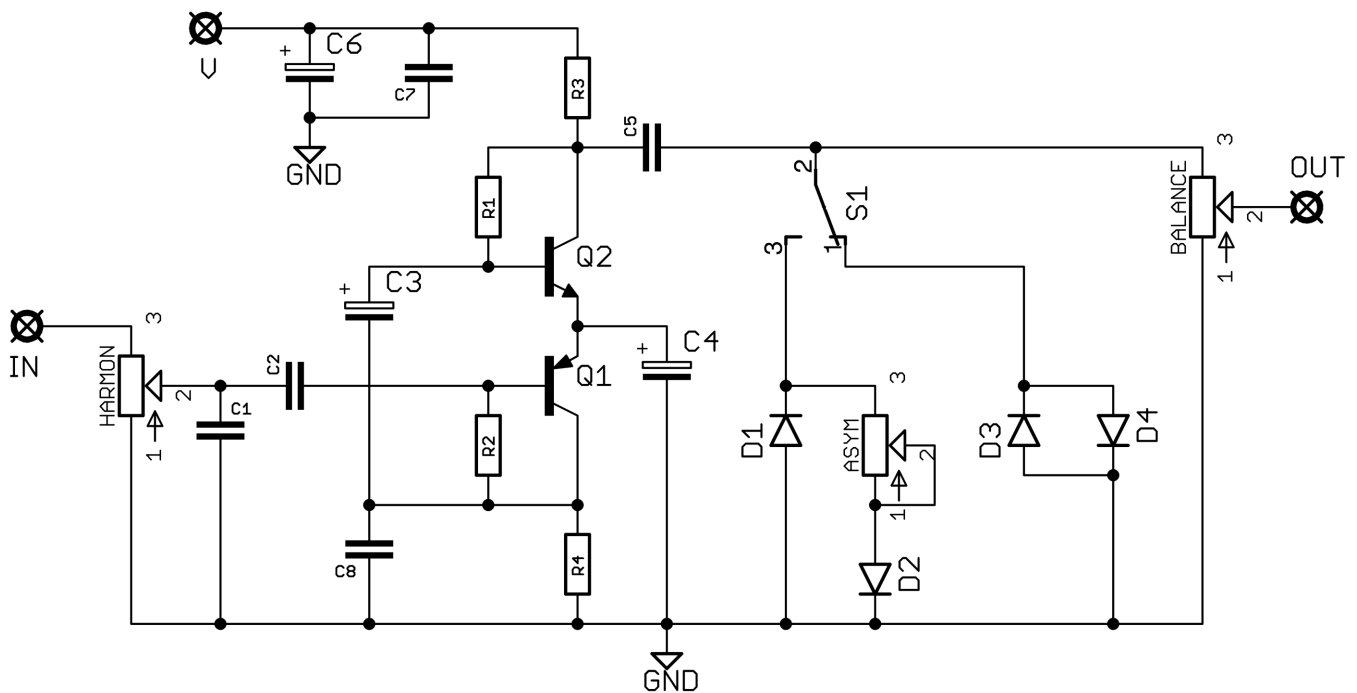 V
+
C6
C7
GND
R3
C5
3
BALANCE
2
1
OUT
2
S1
3
1
R1
Q2
+
C3
IN
3
HARMON
2
1
C2
C1
Q1
+
C4
R2
C8
R4
D1
3
ASYM
2
1
D2
D3
D4
GND